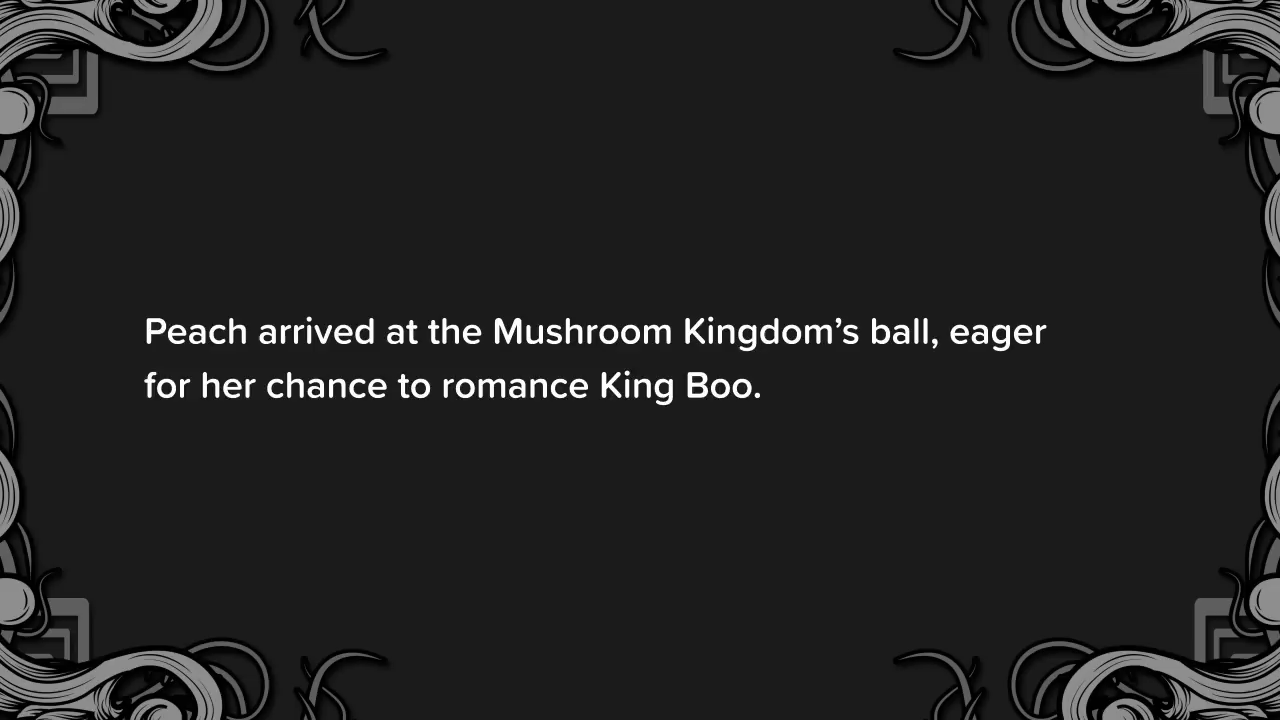 Peach arrived at the Mushroom Kingdom’s ball, eager
for her chance to romance King Boo.